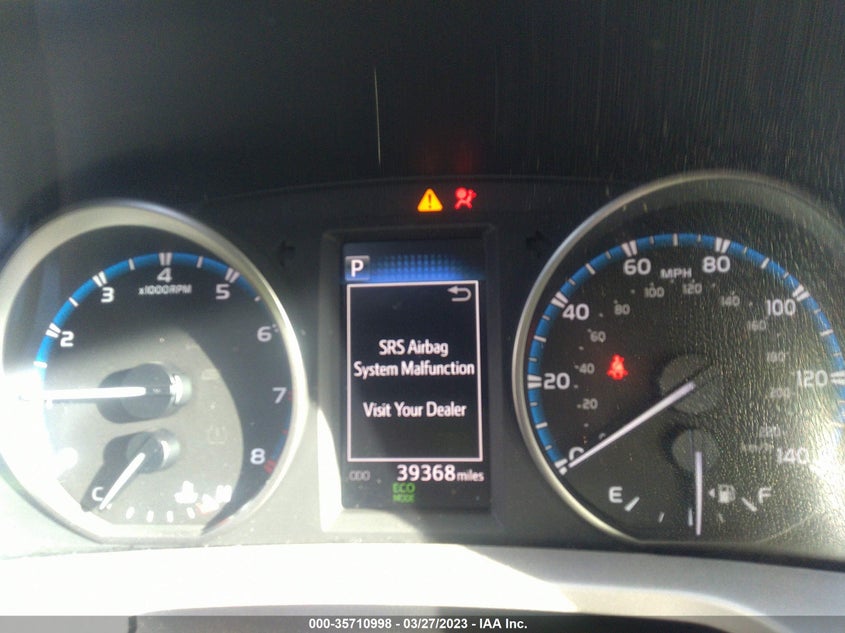 P
SRS Airbag
System Malfunction
Visit Your Dealer
ODO 39368 miles
ECO
MODE
x1000RPM
2
3
4
5
6
7
8
C
MPH
20
40
60
80
100
120
140
20
40
60
80
100
120
140
160
180
200
220
E
F
000-35710998 - 03/27/2023 - IAA Inc.